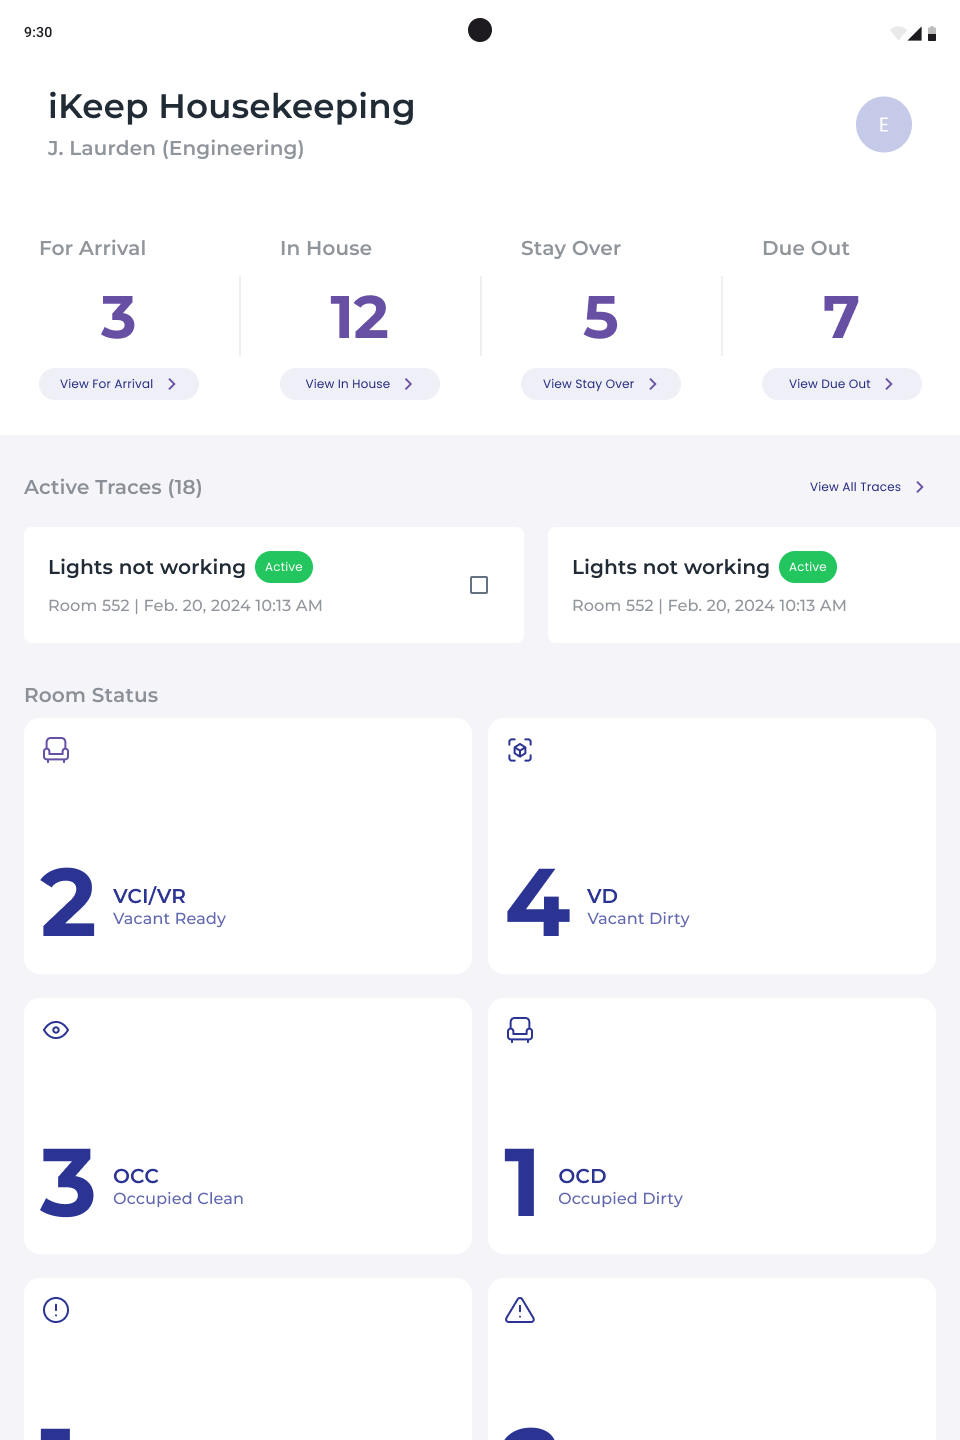 9:30
iKeep Housekeeping
J. Laurden (Engineering)
E
For Arrival
In House
Stay Over
Due Out
3
12
5
7
View For Arrival
View In House
View Stay Over
View Due Out
Active Traces (18)
View All Traces
Lights not working
Active
Room 552 | Feb. 20, 2024 10:13 AM
Lights not working
Active
Room 552 | Feb. 20, 2024 10:13 AM
Room Status
2
VCI/VR
Vacant Ready
4
VD
Vacant Dirty
3
OCC
Occupied Clean
1
OCD
Occupied Dirty